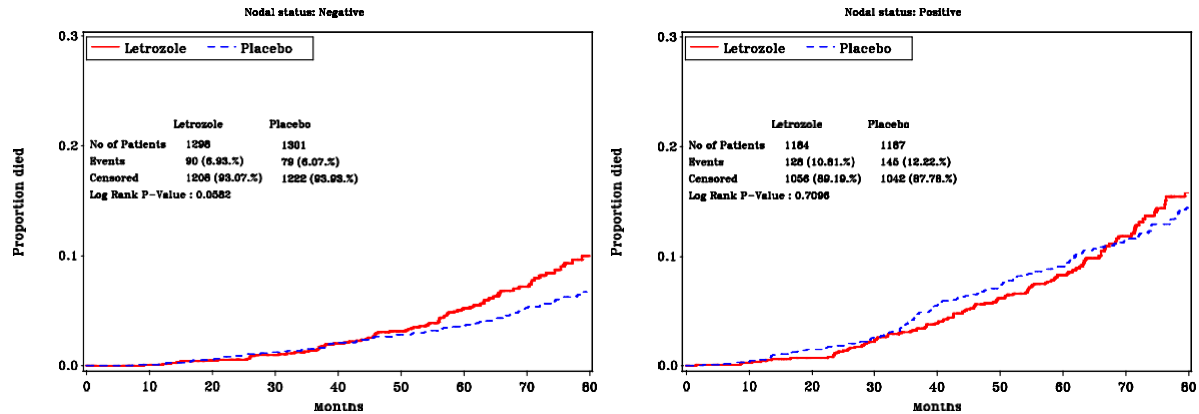 Nodal status: Negative
0.3
Letrozole Placebo
Letrozole Placebo
No of Patients 1298 1301
Events 90 (6.93.%) 79 (6.07.%)
Censored 1208 (93.07.%) 1222 (93.93.%)
Log Rank P-Value : 0.0582
0.2
0.1
0.0
Proportion died
0 10 20 30 40 50 60 70 80
Months
Nodal status: Positive
0.3
Letrozole Placebo
Letrozole Placebo
No of Patients 1184 1187
Events 128 (10.81.%) 145 (12.22.%)
Censored 1056 (89.19.%) 1042 (87.78.%)
Log Rank P-Value : 0.7096
0.2
0.1
0.0
Proportion died
0 10 20 30 40 50 60 70 80
Months